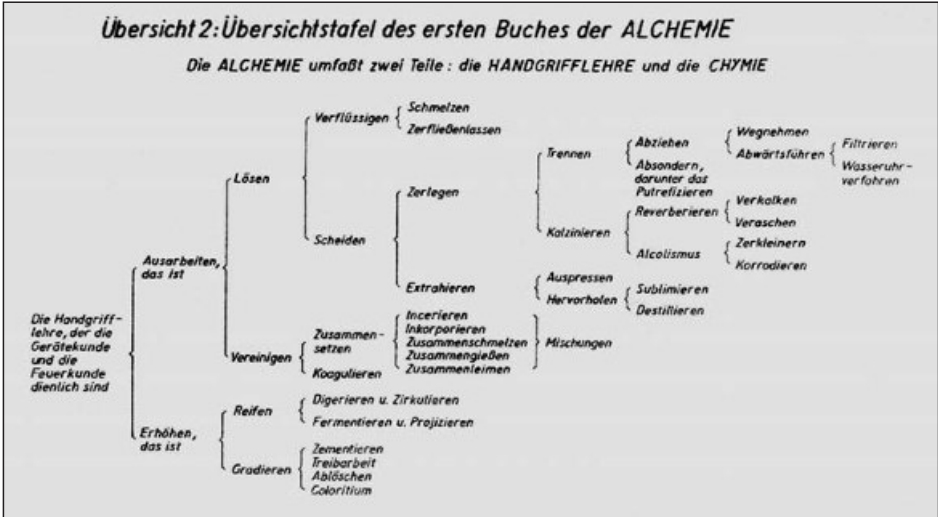 Übersicht 2: Übersichtstafel des ersten Buches der ALCHEMIE
Die ALCHEMIE umfaßt zwei Teile: die HANDGRIFFLEHRE und die CHYMIE
Die Handgriff-
lehre, der die
Gerätekunde
und die
Feuerkunde
dienlich sind
Ausarbeiten,
das ist
Lösen
Verflüssigen
Schmelzen
Zerfließenlassen
Scheiden
Zerlegen
Trennen
Abziehen
Wegnehmen
Abwärtsführen
Filtrieren
Wasseruhr-
verfahren
Absondern,
darunter das
Putrefizieren
Kalzinieren
Reverberieren
Verkalken
Veraschen
Alcolismus
Zerkleinern
Korrodieren
Extrahieren
Auspressen
Hervorholen
Sublimieren
Destillieren
Vereinigen
Zusammen-
setzen
Incerieren
Inkorporieren
Zusammenschmelzen
Zusammengießen
Zusammenleimen
Mischungen
Koagulieren
Erhöhen,
das ist
Reifen
Digerieren u. Zirkulieren
Fermentieren u. Projizieren
Gradieren
Zementieren
Treibarbeit
Ablöschen
Coloritium